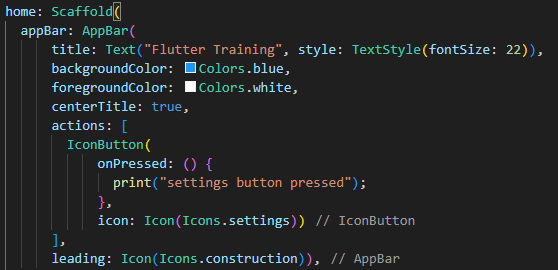 home: Scaffold(
appBar: AppBar(
title: Text("Flutter Training", style: TextStyle(fontSize: 22)),
backgroundColor: Colors.blue,
foregroundColor: Colors.white,
centerTitle: true,
actions: [
IconButton(
onPressed: () {
print("settings button pressed");
},
icon: Icon(Icons.settings)) // IconButton
],
leading: Icon(Icons.construction)), // AppBar